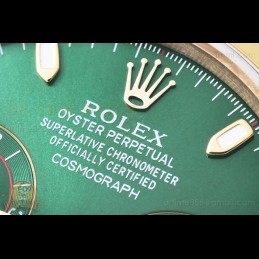 ROLEX
OYSTER PERPETUAL
SUPERLATIVE CHRONOMETER
OFFICIALLY CERTIFIED
COSMOGRAPH